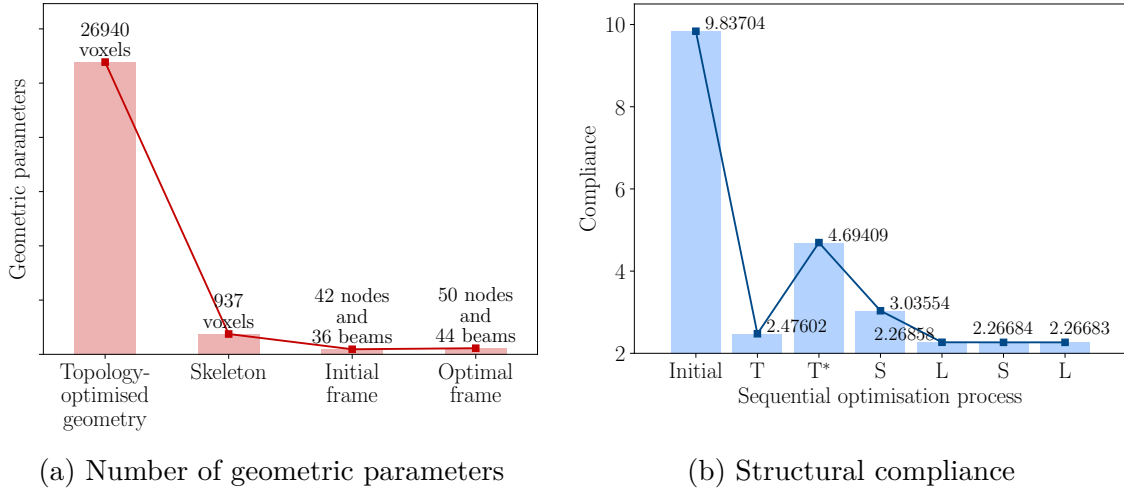 Geometric parameters
26940
voxels
937
voxels
42 nodes
and
36 beams
50 nodes
and
44 beams
Topology-
optimised
geometry
Skeleton
Initial
frame
Optimal
frame
(a) Number of geometric parameters
Compliance
10
8
6
4
2
9.83704
2.47602
4.69409
3.03554
2.26858
2.26684
2.26683
Initial
T
T*
S
L
S
L
Sequential optimisation process
(b) Structural compliance